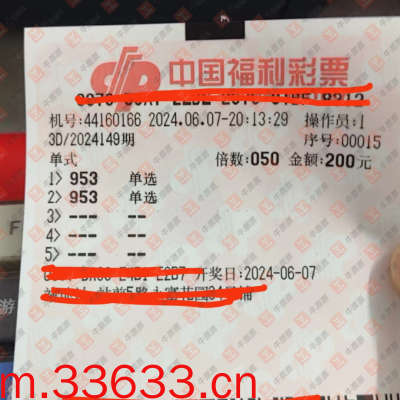 中国福利彩票
机号:44160166 2024.06.07-20:13:29 操作员:1
3D/2024149期 序号:00015
单式 倍数:050 金额:200元
1> 953 单选
2> 953 单选
3> --- --
4> --- --
5> --- --
开奖日:2024-06-07
m.33633.cn